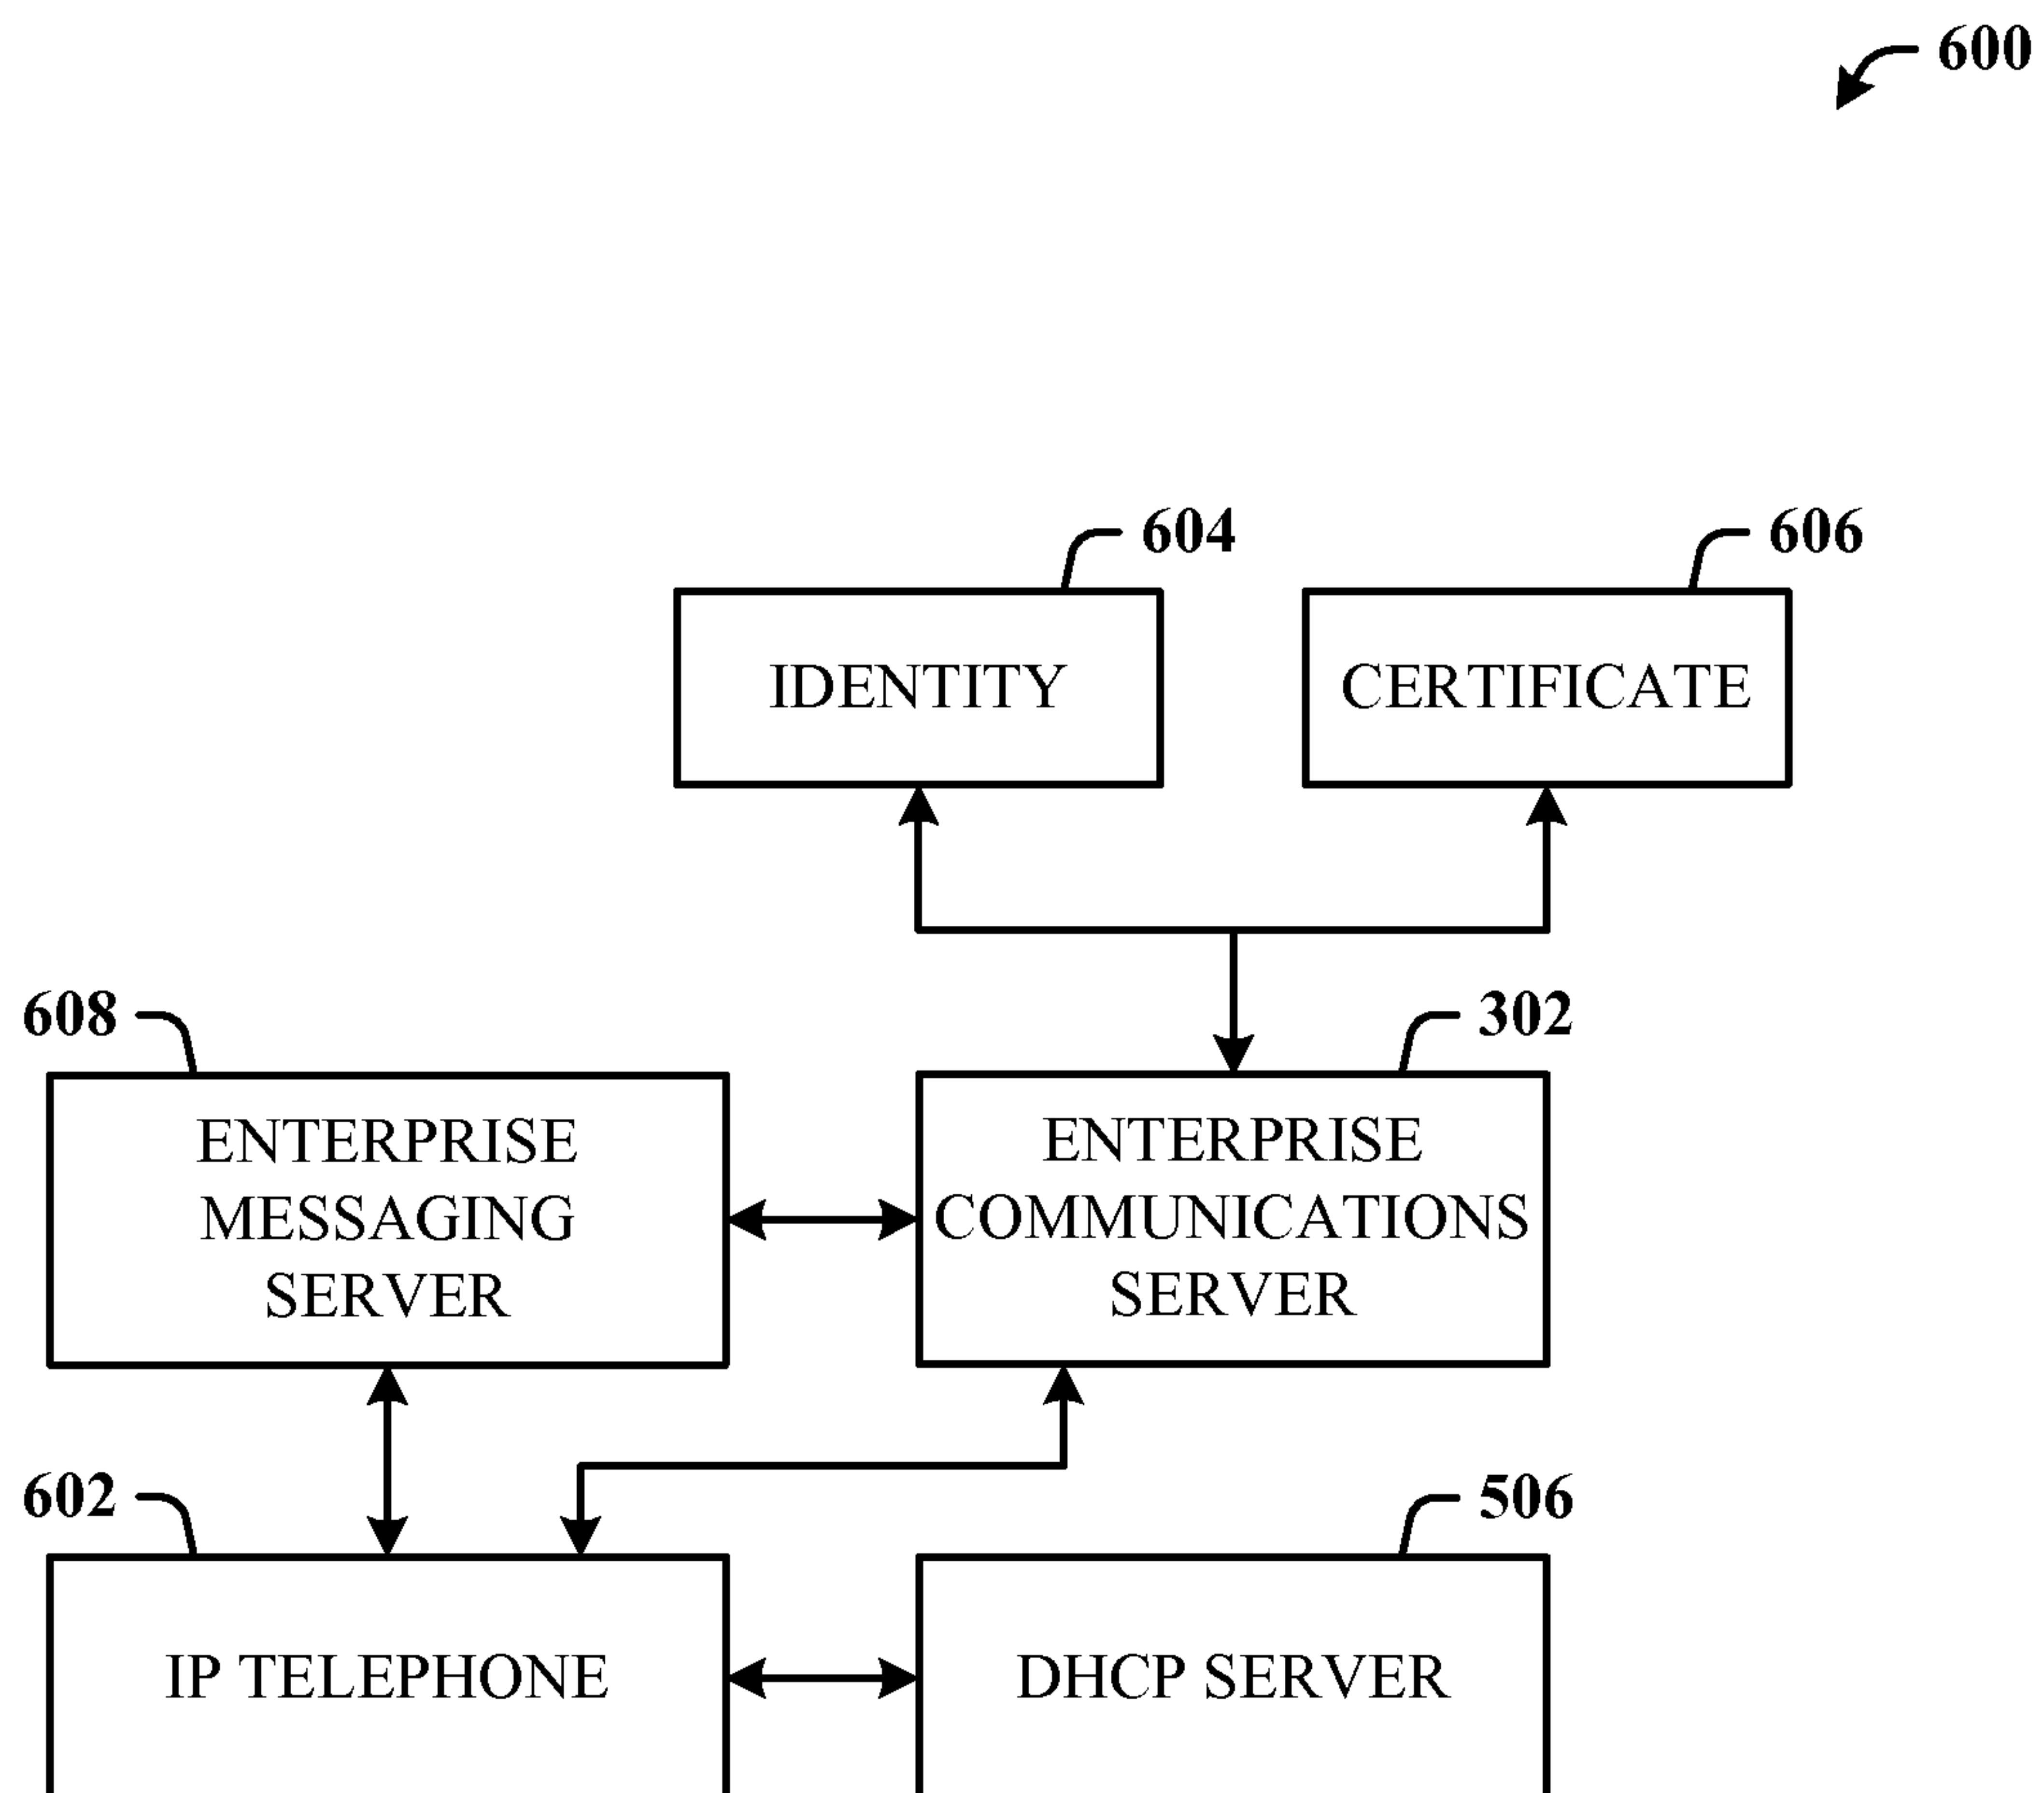 600
604
606
IDENTITY
CERTIFICATE
608
302
ENTERPRISE
MESSAGING
SERVER
ENTERPRISE
COMMUNICATIONS
SERVER
602
506
IP TELEPHONE
DHCP SERVER